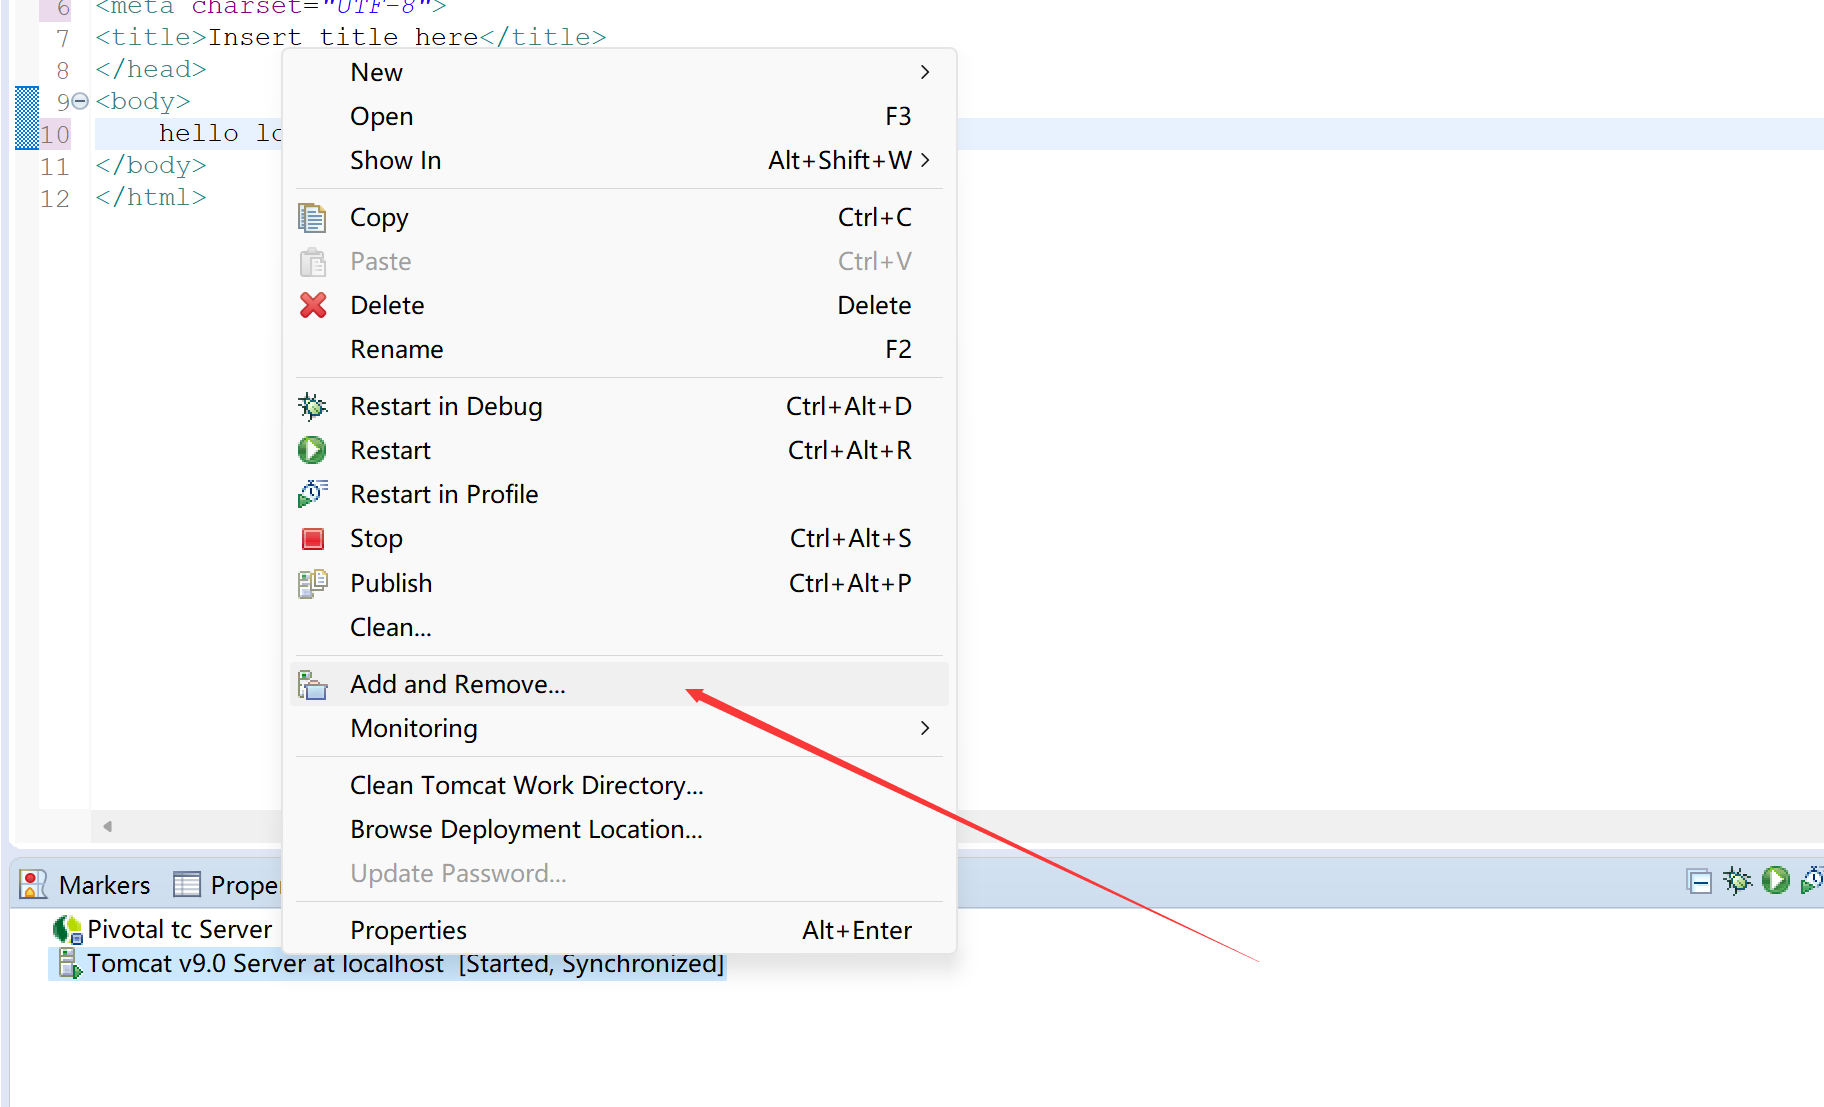 6 <meta charset="UTF-8">
7 <title>Insert title here</title>
8 </head>
9 <body>
10 hello
11 </body>
12 </html>
New
Open F3
Show In Alt+Shift+W
Copy Ctrl+C
Paste Ctrl+V
Delete Delete
Rename F2
Restart in Debug Ctrl+Alt+D
Restart Ctrl+Alt+R
Restart in Profile
Stop Ctrl+Alt+S
Publish Ctrl+Alt+P
Clean...
Add and Remove...
Monitoring
Clean Tomcat Work Directory...
Browse Deployment Location...
Update Password...
Properties Alt+Enter
Markers
Pivotal tc Server
Tomcat v9.0 Server at localhost [Started, Synchronized]